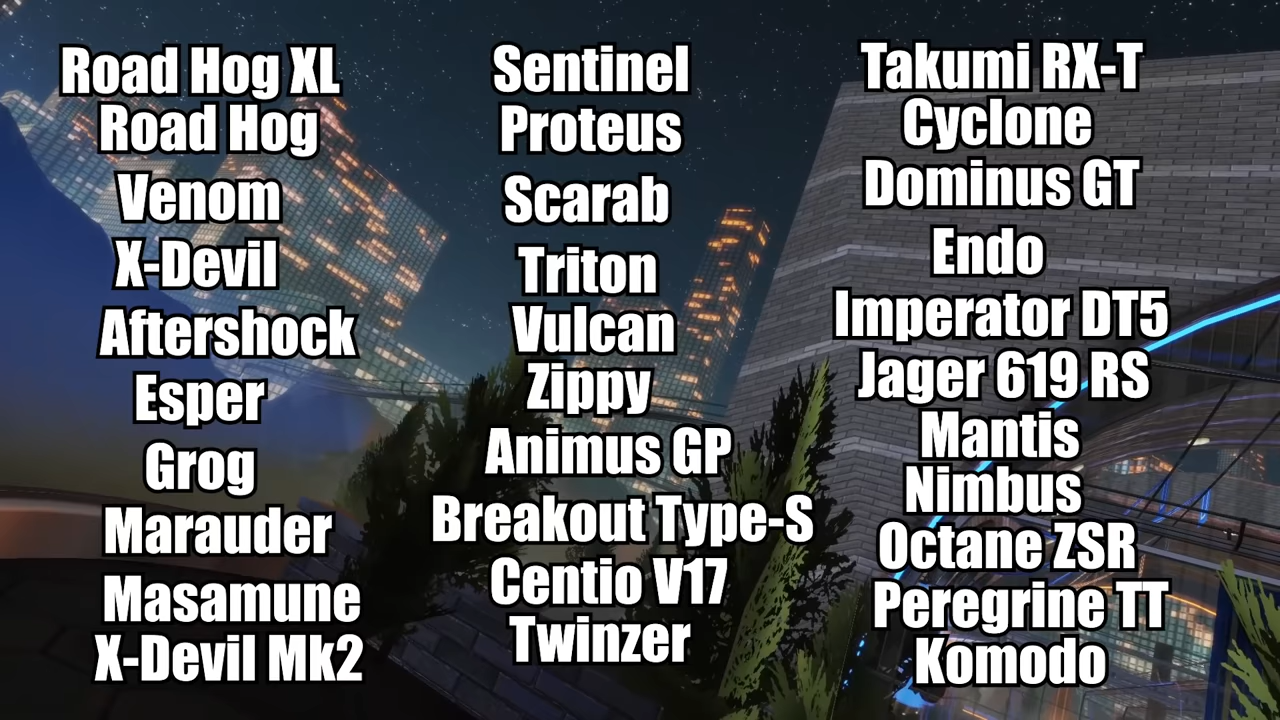 Road Hog XL
Road Hog
Venom
X-Devil
Aftershock
Esper
Grog
Marauder
Masamune
X-Devil Mk2
Sentinel
Proteus
Scarab
Triton
Vulcan
Zippy
Animus GP
Breakout Type-S
Centio V17
Twinzer
Takumi RX-T
Cyclone
Dominus GT
Endo
Imperator DT5
Jager 619 RS
Mantis
Nimbus
Octane ZSR
Peregrine TT
Komodo